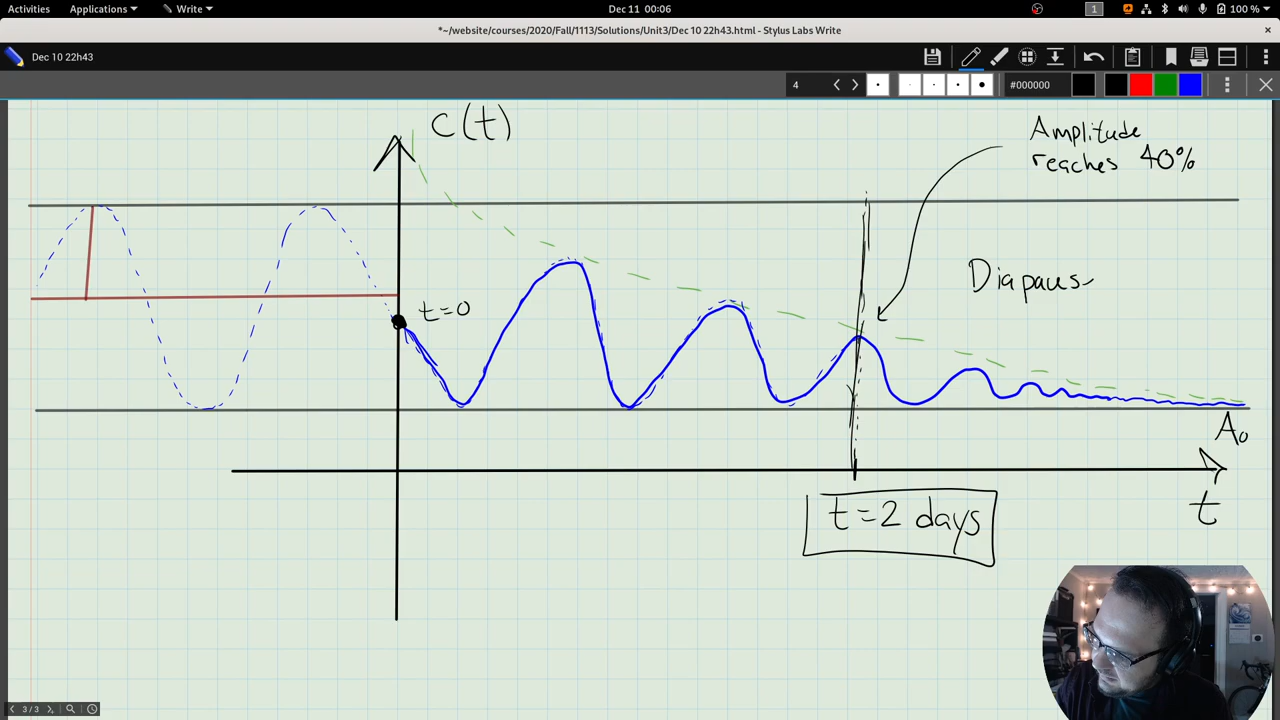 Activities Applications Write Dec 11 00:06 1 100 %
*~/website/courses/2020/Fall/1113/Solutions/Unit3/Dec 10 22h43.html - Stylus Labs Write
Dec 10 22h43
4 #000000
C(t)
Amplitude
reaches 40%
Diapaus
t=0
A0
t=2 days
t
3 / 3